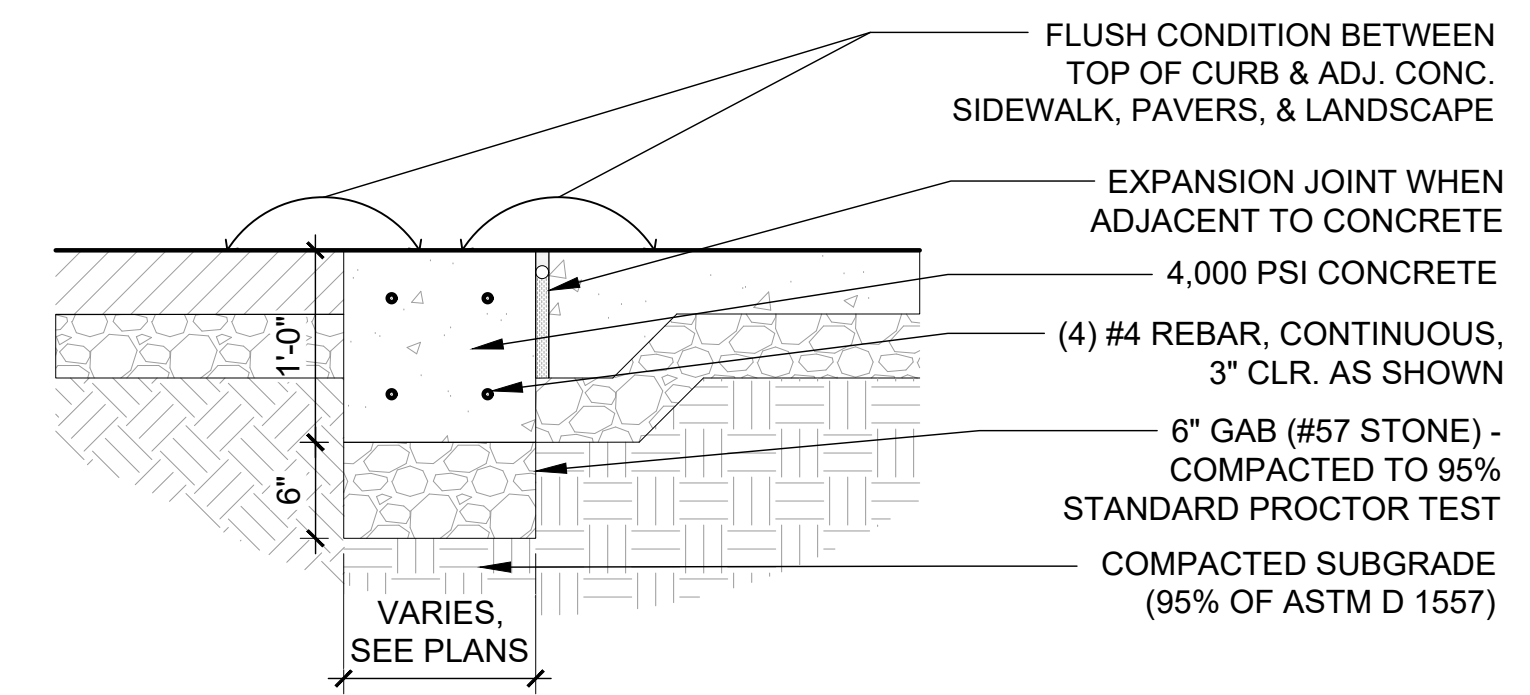 FLUSH CONDITION BETWEEN
TOP OF CURB & ADJ. CONC.
SIDEWALK, PAVERS, & LANDSCAPE
EXPANSION JOINT WHEN
ADJACENT TO CONCRETE
4,000 PSI CONCRETE
(4) #4 REBAR, CONTINUOUS,
3" CLR. AS SHOWN
6" GAB (#57 STONE) -
COMPACTED TO 95%
STANDARD PROCTOR TEST
COMPACTED SUBGRADE
(95% OF ASTM D 1557)
1'-0"
6"
VARIES,
SEE PLANS